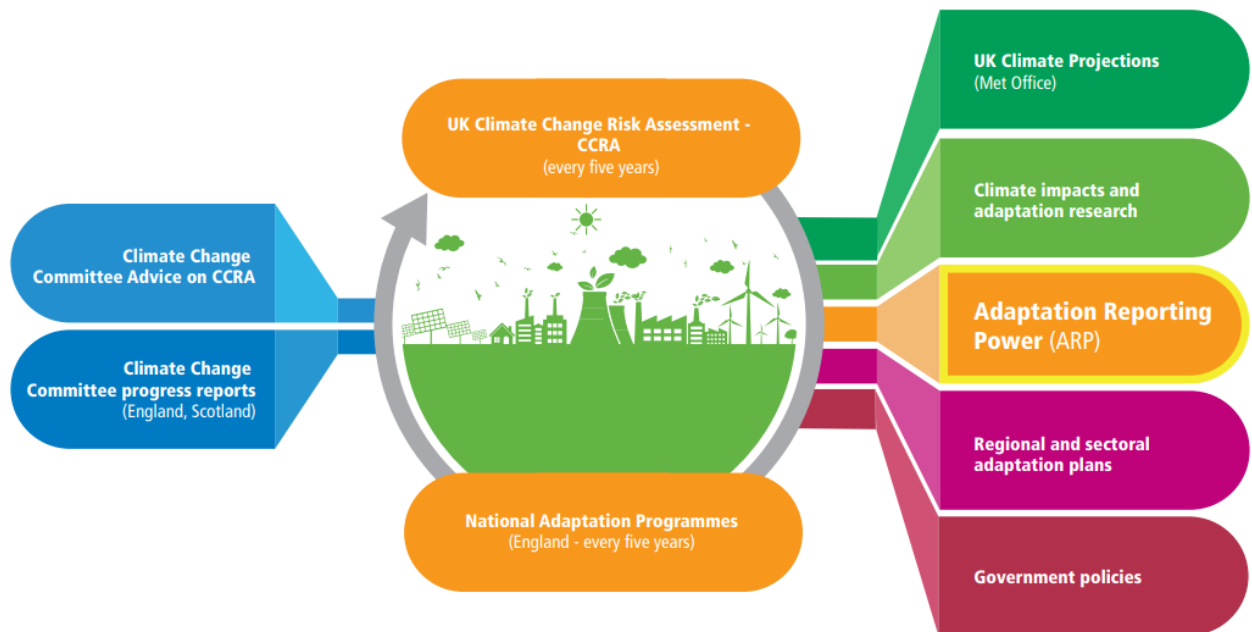 UK Climate Change Risk Assessment -
CCRA
(every five years)
Climate Change
Committee Advice on CCRA
Climate Change
Committee progress reports
(England, Scotland)
National Adaptation Programmes
(England - every five years)
UK Climate Projections
(Met Office)
Climate impacts and
adaptation research
Adaptation Reporting
Power (ARP)
Regional and sectoral
adaptation plans
Government policies